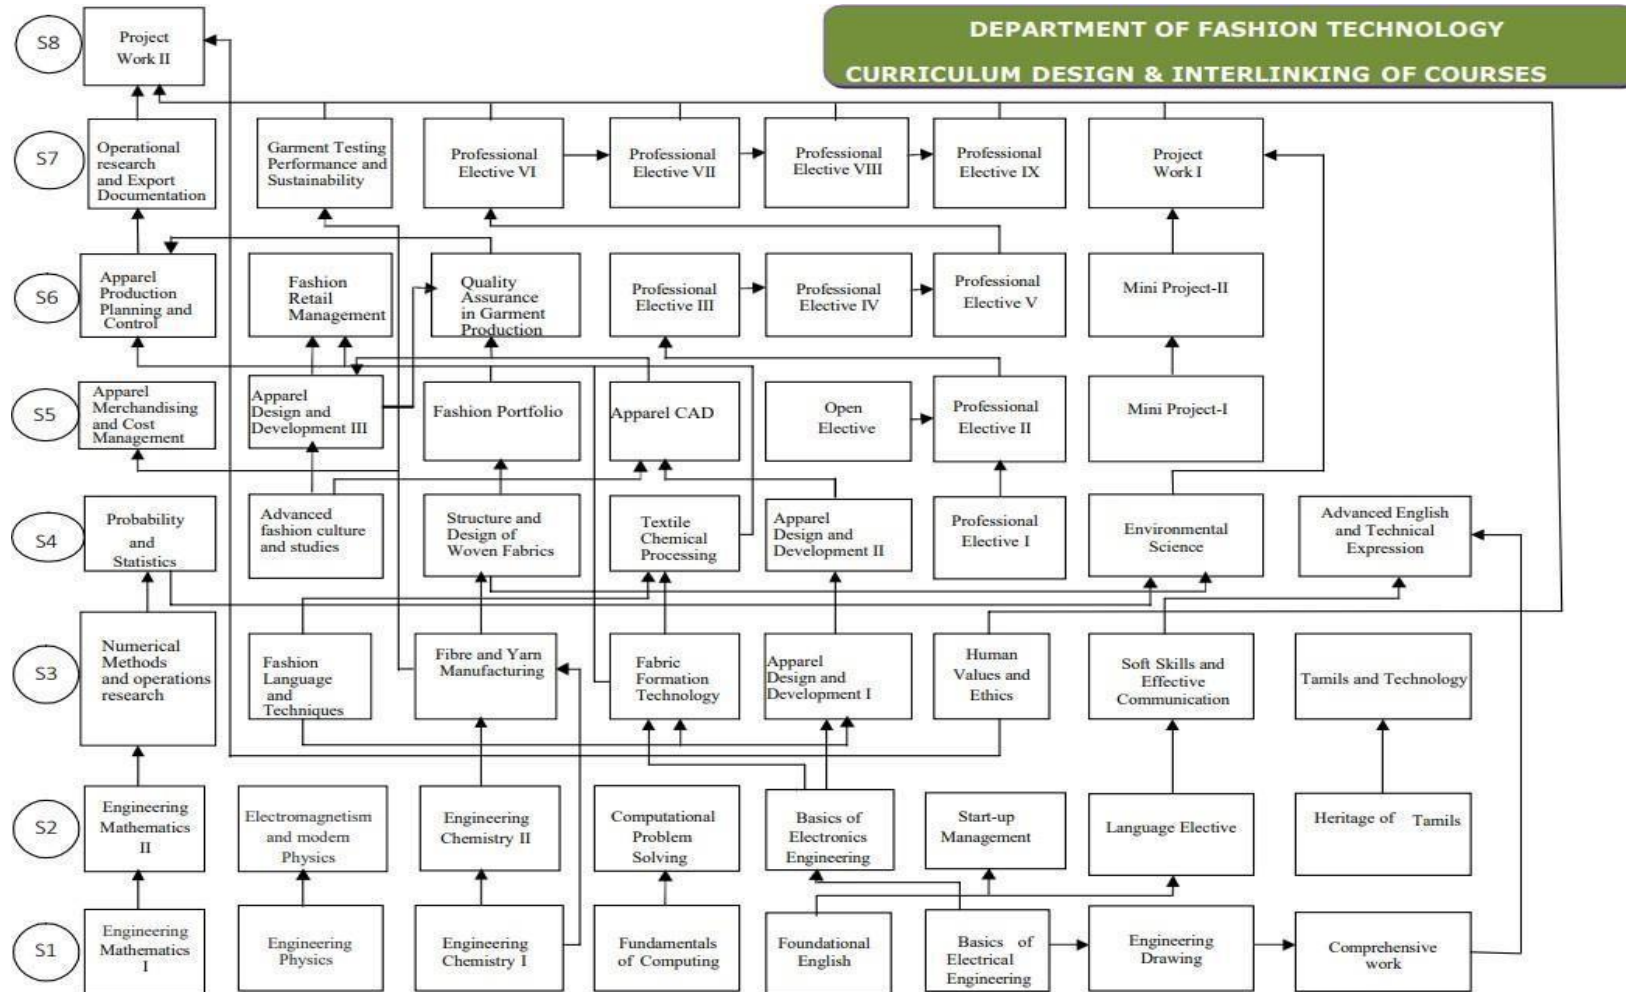 DEPARTMENT OF FASHION TECHNOLOGY
CURRICULUM DESIGN & INTERLINKING OF COURSES
S8
Project
Work II
S7
Operational
research
and Export
Documentation
Garment Testing
Performance and
Sustainability
Professional
Elective VI
Professional
Elective VII
Professional
Elective VIII
Professional
Elective IX
Project
Work I
S6
Apparel
Production
Planning and
Control
Fashion
Retail
Management
Quality
Assurance
in Garment
Production
Professional
Elective III
Professional
Elective IV
Professional
Elective V
Mini Project-II
S5
Apparel
Merchandising
and Cost
Management
Apparel
Design and
Development III
Fashion Portfolio
Apparel CAD
Open
Elective
Professional
Elective II
Mini Project-I
S4
Probability
and
Statistics
Advanced
fashion culture
and studies
Structure and
Design of
Woven Fabrics
Textile
Chemical
Processing
Apparel
Design and
Development II
Professional
Elective I
Environmental
Science
Advanced English
and Technical
Expression
S3
Numerical
Methods
and operations
research
Fashion
Language
and
Techniques
Fibre and Yarn
Manufacturing
Fabric
Formation
Technology
Apparel
Design and
Development I
Human
Values and
Ethics
Soft Skills and
Effective
Communication
Tamils and Technology
S2
Engineering
Mathematics
II
Electromagnetism
and modern
Physics
Engineering
Chemistry II
Computational
Problem
Solving
Basics of
Electronics
Engineering
Start-up
Management
Language Elective
Heritage of Tamils
S1
Engineering
Mathematics
I
Engineering
Physics
Engineering
Chemistry I
Fundamentals
of Computing
Foundational
English
Basics of
Electrical
Engineering
Engineering
Drawing
Comprehensive
work